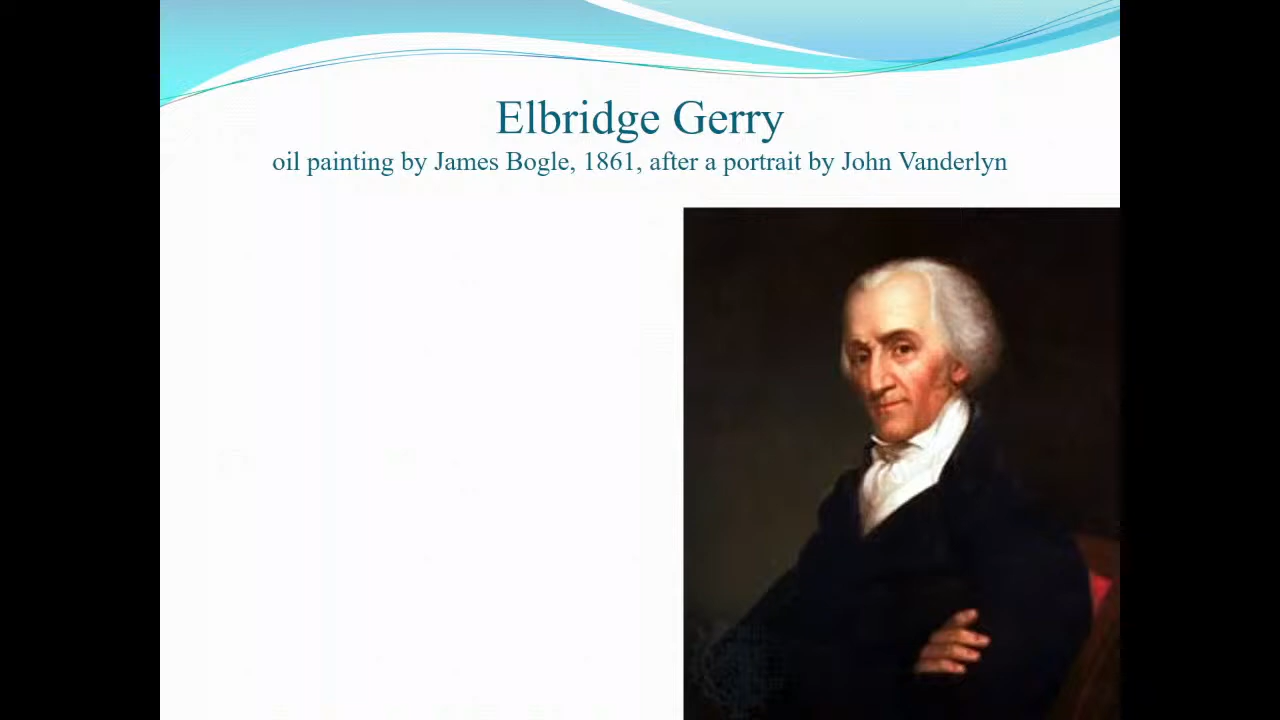 Elbridge Gerry
oil painting by James Bogle, 1861, after a portrait by John Vanderlyn